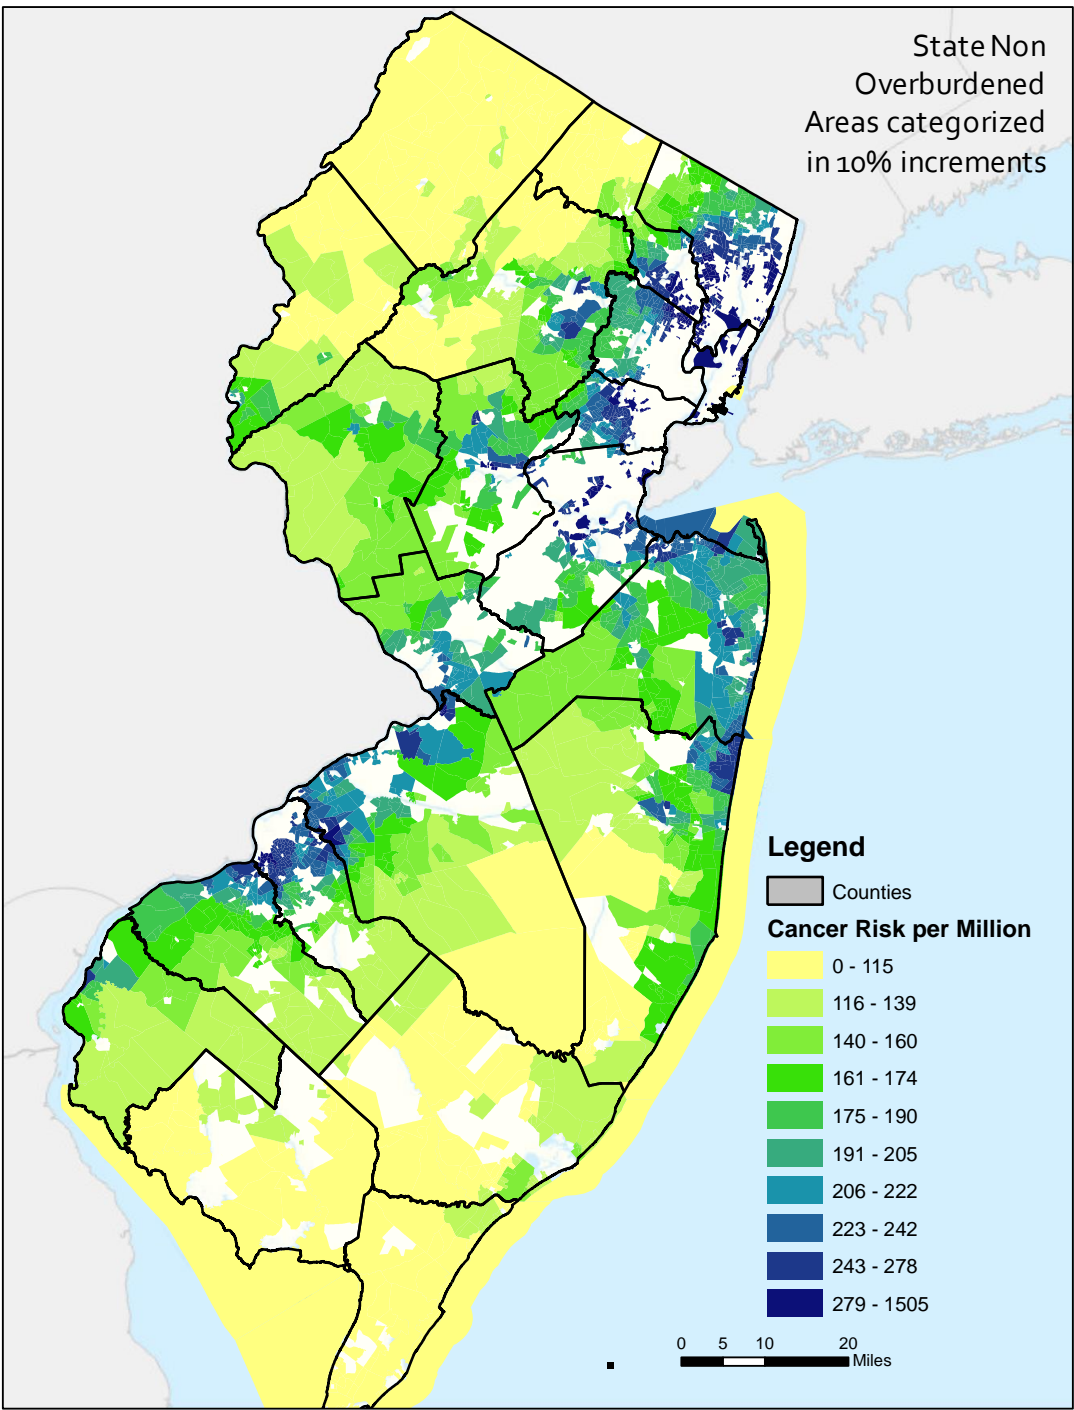 State Non
Overburdened
Areas categorized
in 10% increments
Legend
Counties
Cancer Risk per Million
0 - 115
116 - 139
140 - 160
161 - 174
175 - 190
191 - 205
206 - 222
223 - 242
243 - 278
279 - 1505
0 5 10 20
Miles